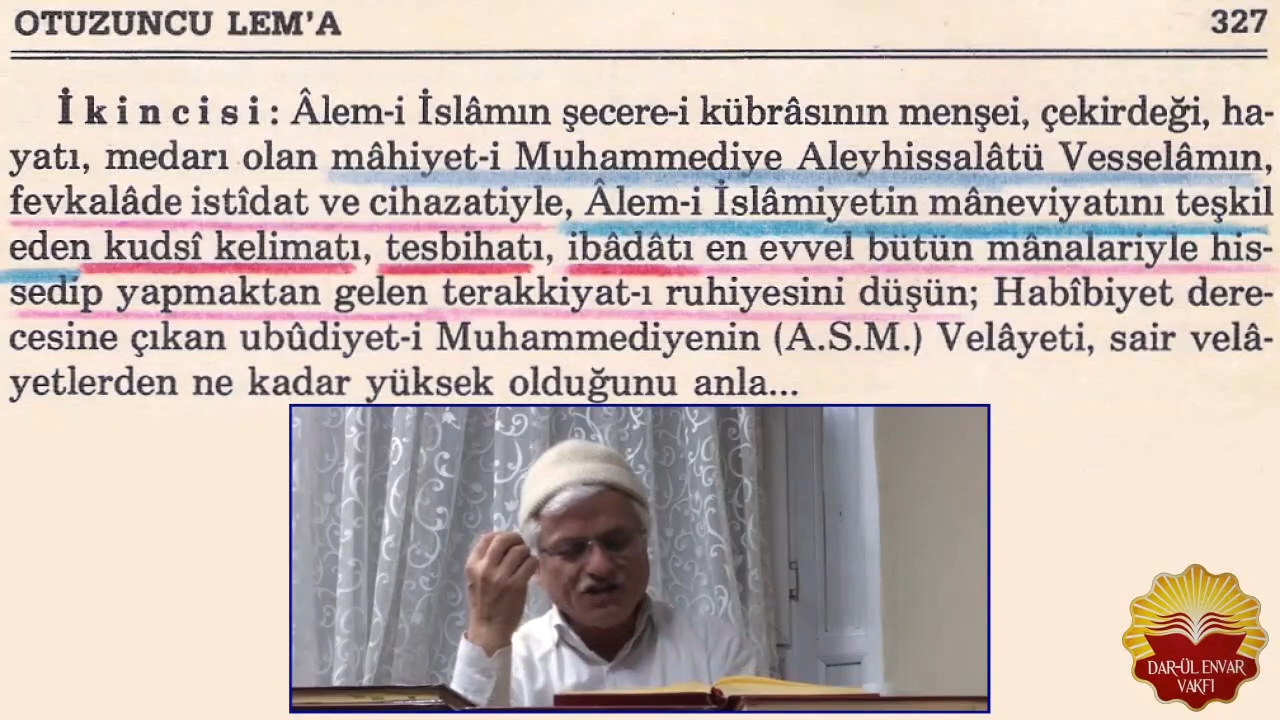 OTUZUNCU LEM'A 327
İkincisi: Âlem-i İslâmın şecere-i kübrâsının menşei, çekirdeği, ha-
yatı, medarı olan mâhiyet-i Muhammediye Aleyhissalâtü Vesselâmın,
fevkalâde istîdat ve cihazatiyle, Âlem-i İslâmiyetin mâneviyatını teşkil
eden kudsî kelimatı, tesbihatı, ibâdâtı en evvel bütün mânalariyle his-
sedip yapmaktan gelen terakkiyat-ı ruhiyesini düşün; Habîbiyet dere-
cesine çıkan ubûdiyet-i Muhammediyenin (A.S.M.) Velâyeti, sair velâ-
yetlerden ne kadar yüksek olduğunu anla...
DAR-ÜL ENVAR
VAKFI